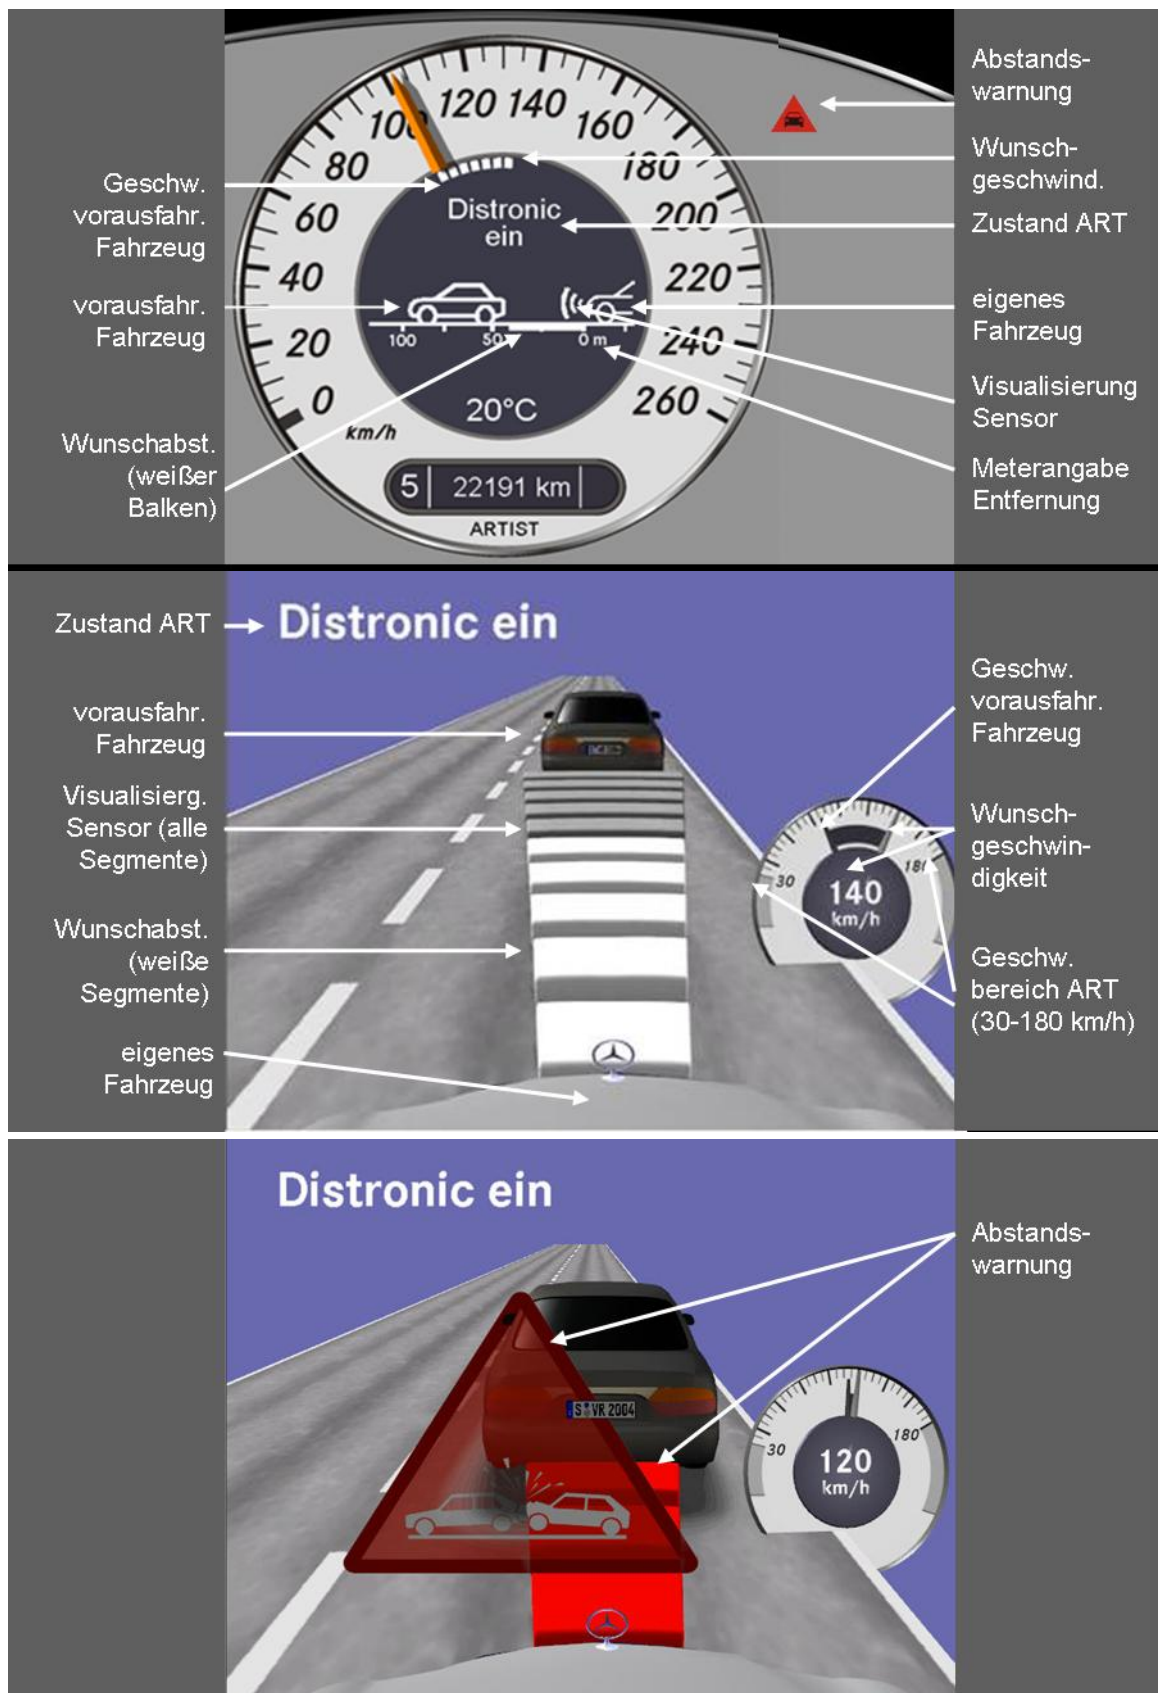 Abstands-
warnung
Wunsch-
geschwind.
Zustand ART
eigenes
Fahrzeug
Visualisierung
Sensor
Meterangabe
Entfernung
Geschw.
vorausfahr.
Fahrzeug
vorausfahr.
Fahrzeug
Wunschabst.
(weißer
Balken)
0
20
40
60
80
100
120
140
160
180
200
220
240
260
km/h
Distronic
ein
100
50
0 m
20°C
5 22191 km
ARTIST
Zustand ART
Distronic ein
vorausfahr.
Fahrzeug
Visualisierg.
Sensor (alle
Segmente)
Wunschabst.
(weiße
Segmente)
eigenes
Fahrzeug
Geschw.
vorausfahr.
Fahrzeug
Wunsch-
geschwin-
digkeit
Geschw.
bereich ART
(30-180 km/h)
30
180
140
km/h
Distronic ein
Abstands-
warnung
S VR 2004
30
180
120
km/h